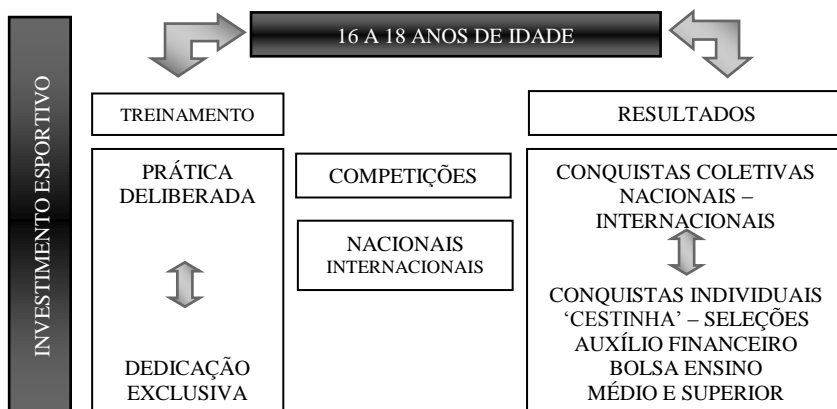 16 A 18 ANOS DE IDADE
INVESTIMENTO ESPORTIVO
TREINAMENTO
PRÁTICA
DELIBERADA
DEDICAÇÃO
EXCLUSIVA
COMPETIÇÕES
NACIONAIS
INTERNACIONAIS
RESULTADOS
CONQUISTAS COLETIVAS
NACIONAIS –
INTERNACIONAIS
CONQUISTAS INDIVIDUAIS
‘CESTINHA’ – SELEÇÕES
AUXÍLIO FINANCEIRO
BOLSA ENSINO
MÉDIO E SUPERIOR